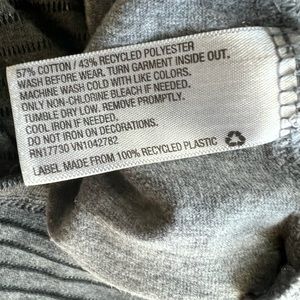 57% COTTON / 43% RECYCLED POLYESTER
WASH BEFORE WEAR. TURN GARMENT INSIDE OUT.
MACHINE WASH COLD WITH LIKE COLORS.
ONLY NON-CHLORINE BLEACH IF NEEDED.
TUMBLE DRY LOW. REMOVE PROMPTLY.
COOL IRON IF NEEDED.
DO NOT IRON ON DECORATIONS.
RN17730 VN1042782
LABEL MADE FROM 100% RECYCLED PLASTIC